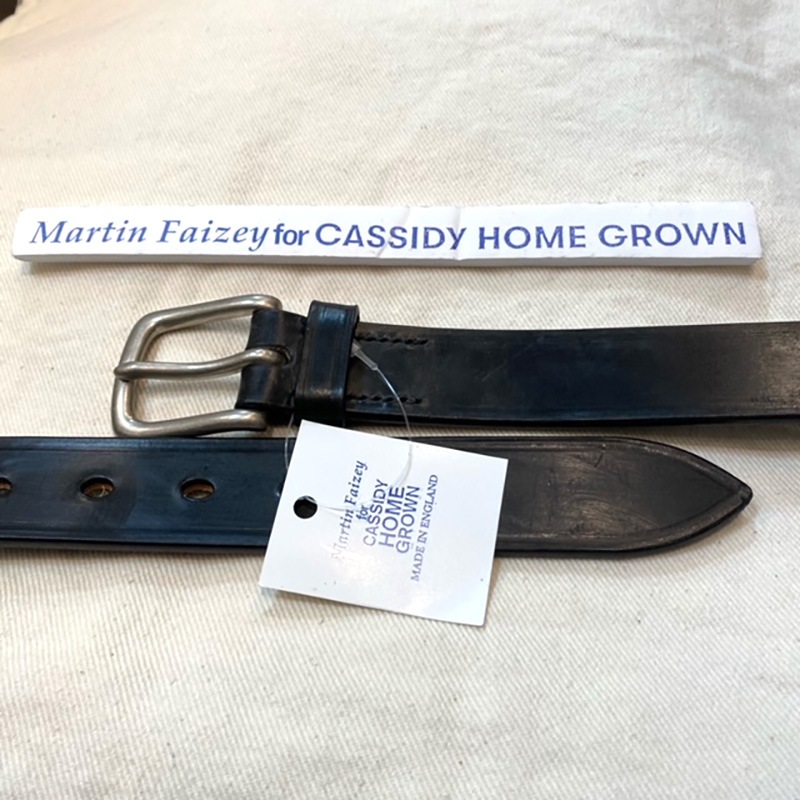 Martin Faizey for CASSIDY HOME GROWN
Martin Faizey
for
CASSIDY
HOME
GROWN
MADE IN ENGLAND